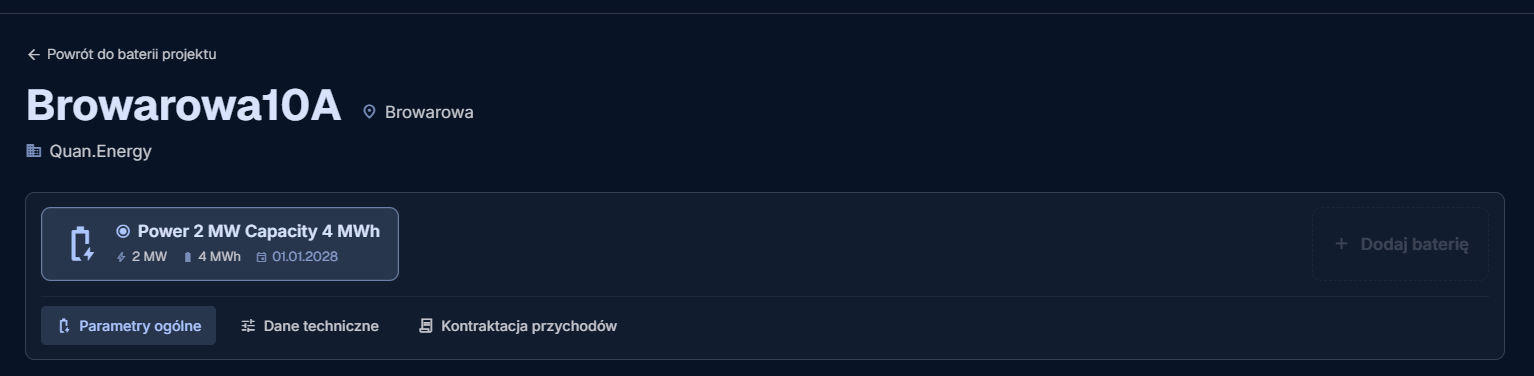 Powrót do baterii projektu
Browarowa10A Browarowa
Quan.Energy
Power 2 MW Capacity 4 MWh
2 MW 4 MWh 01.01.2028
+ Dodaj baterię
Parametry ogólne Dane techniczne Kontraktacja przychodów